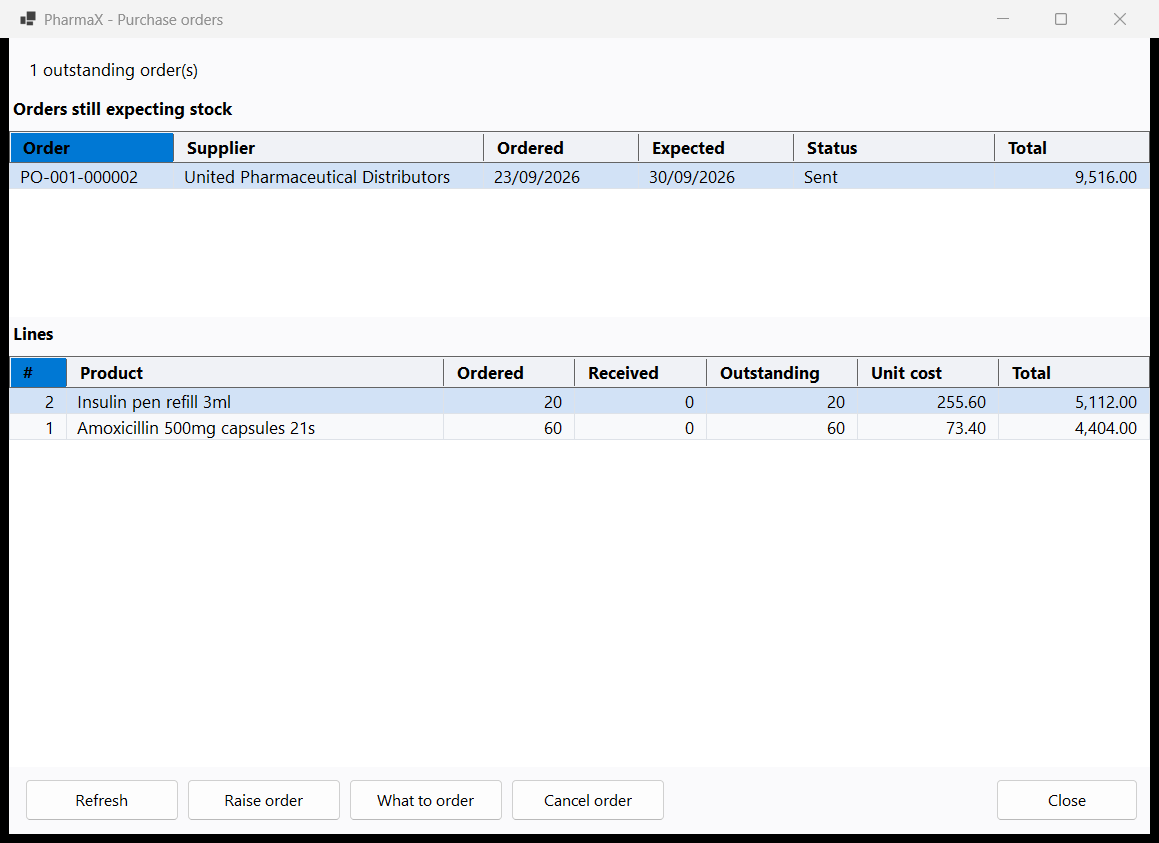 PharmaX - Purchase orders
1 outstanding order(s)
Orders still expecting stock
Order Supplier Ordered Expected Status Total
PO-001-000002 United Pharmaceutical Distributors 23/09/2026 30/09/2026 Sent 9,516.00
Lines
# Product Ordered Received Outstanding Unit cost Total
2 Insulin pen refill 3ml 20 0 20 255.60 5,112.00
1 Amoxicillin 500mg capsules 21s 60 0 60 73.40 4,404.00
Refresh Raise order What to order Cancel order Close